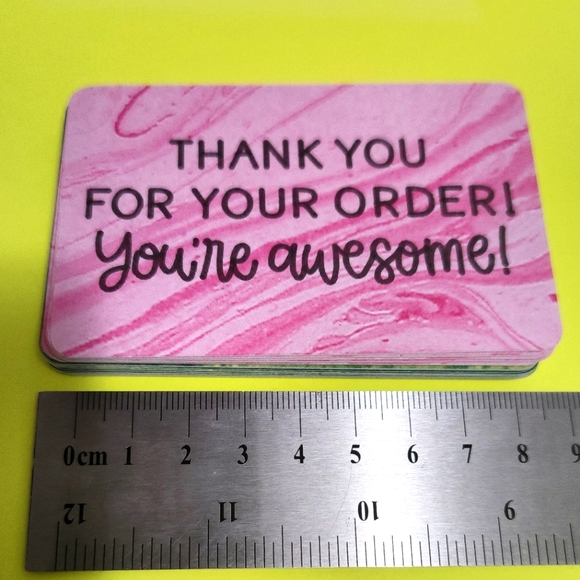 THANK YOU
FOR YOUR ORDER!
You're awesome!
0cm 1 2 3 4 5 6 7 8 9
12 11 10 9